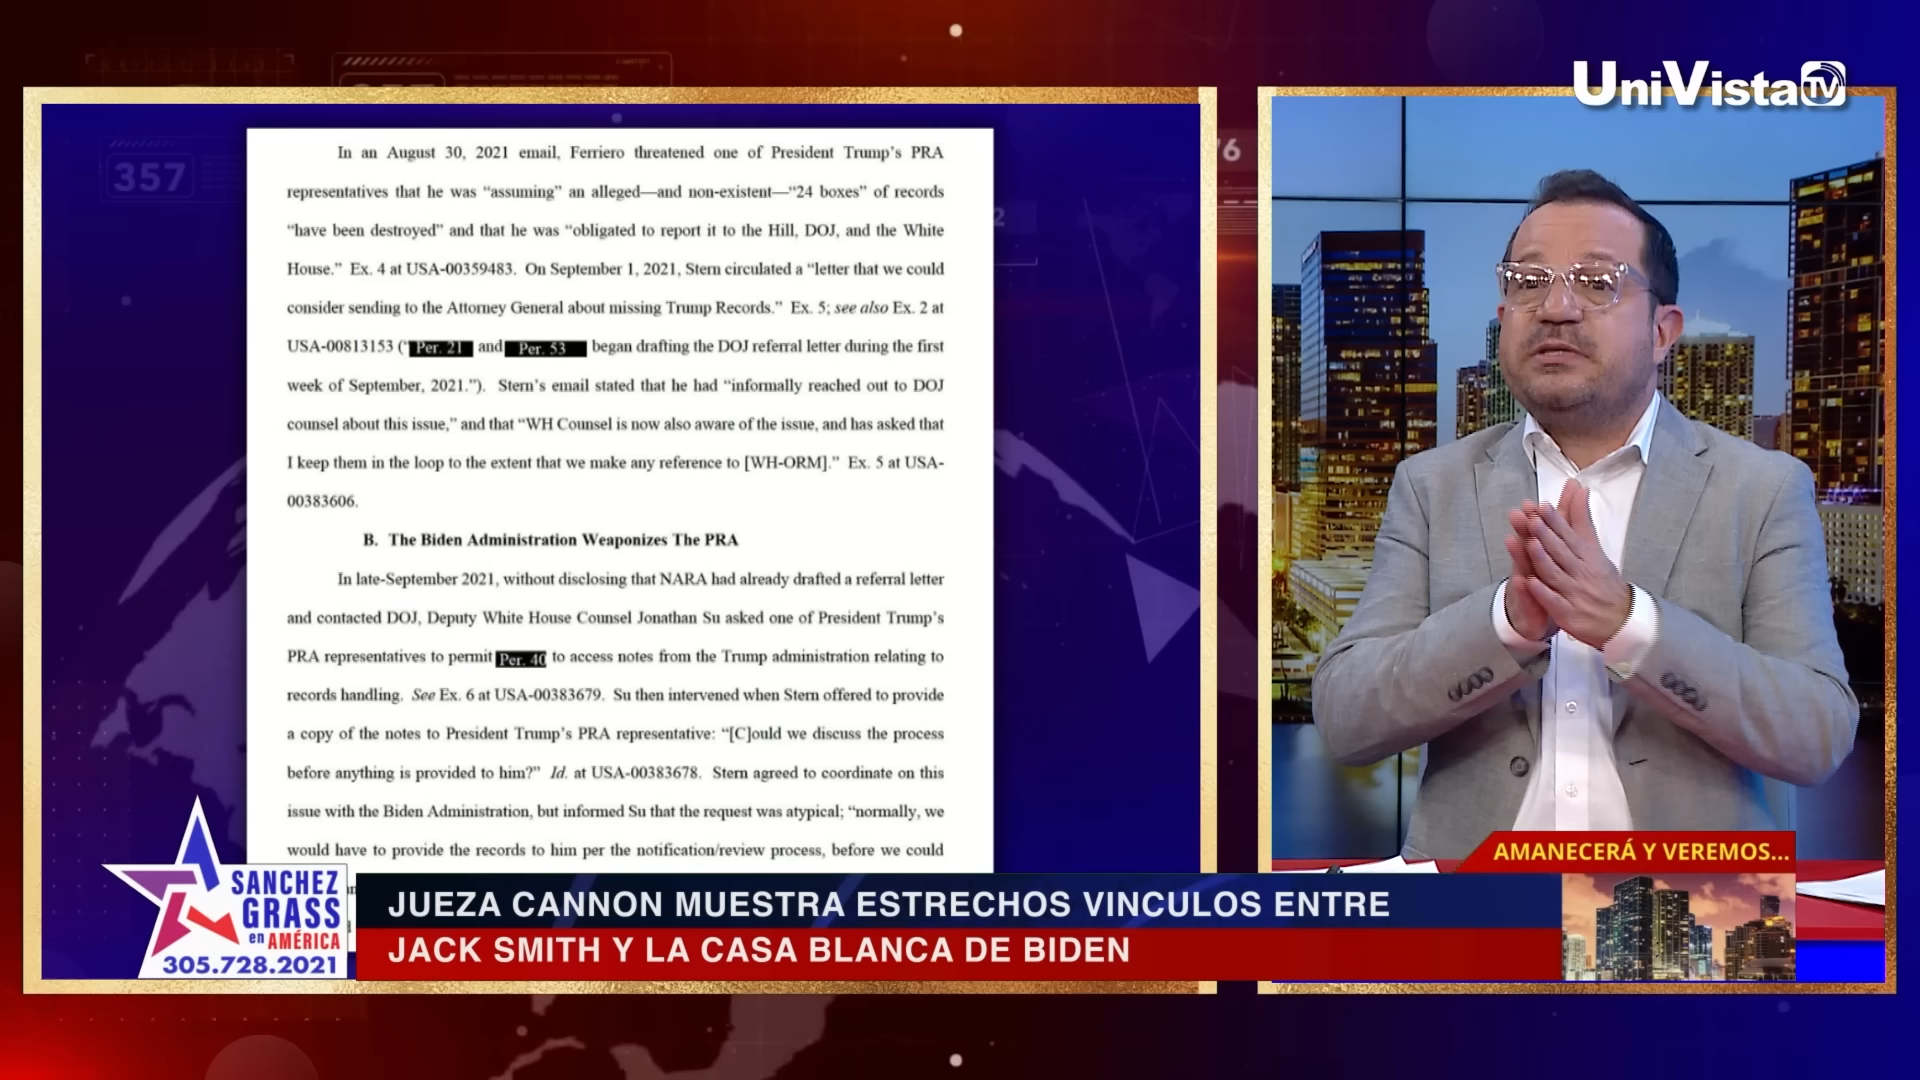 UniVista TV
357
76
2
In an August 30, 2021 email, Ferriero threatened one of President Trump's PRA
representatives that he was "assuming" an alleged—and non-existent—"24 boxes" of records
"have been destroyed" and that he was "obligated to report it to the Hill, DOJ, and the White
House." Ex. 4 at USA-00359483. On September 1, 2021, Stern circulated a "letter that we could
consider sending to the Attorney General about missing Trump Records." Ex. 5; see also Ex. 2 at
USA-00813153 (" Per. 21 and Per. 53 began drafting the DOJ referral letter during the first
week of September, 2021."). Stern's email stated that he had "informally reached out to DOJ
counsel about this issue," and that "WH Counsel is now also aware of the issue, and has asked that
I keep them in the loop to the extent that we make any reference to [WH-ORM]." Ex. 5 at USA-
00383606.
B. The Biden Administration Weaponizes The PRA
In late-September 2021, without disclosing that NARA had already drafted a referral letter
and contacted DOJ, Deputy White House Counsel Jonathan Su asked one of President Trump's
PRA representatives to permit Per. 40 to access notes from the Trump administration relating to
records handling. See Ex. 6 at USA-00383679. Su then intervened when Stern offered to provide
a copy of the notes to President Trump's PRA representative: "[C]ould we discuss the process
before anything is provided to him?" Id. at USA-00383678. Stern agreed to coordinate on this
issue with the Biden Administration, but informed Su that the request was atypical; "normally, we
would have to provide the records to him per the notification/review process, before we could
AMANECERÁ Y VEREMOS...
SANCHEZ
GRASS
en AMÉRICA
305.728.2021
JUEZA CANNON MUESTRA ESTRECHOS VINCULOS ENTRE
JACK SMITH Y LA CASA BLANCA DE BIDEN